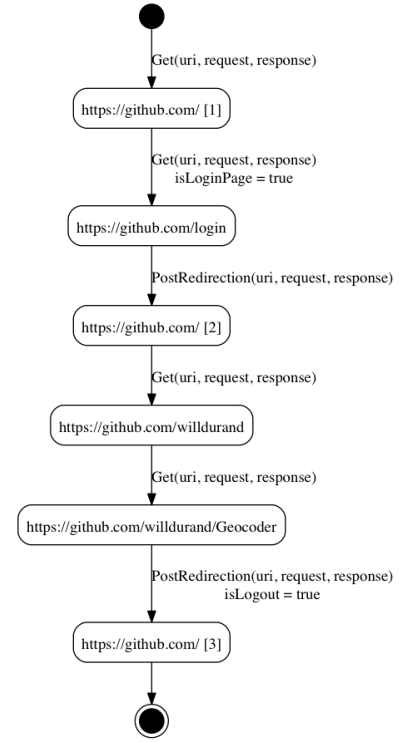 Get(uri, request, response)
https://github.com/ [1]
Get(uri, request, response)
isLoginPage = true
https://github.com/login
PostRedirection(uri, request, response)
https://github.com/ [2]
Get(uri, request, response)
https://github.com/willdurand
Get(uri, request, response)
https://github.com/willdurand/Geocoder
PostRedirection(uri, request, response)
isLogout = true
https://github.com/ [3]